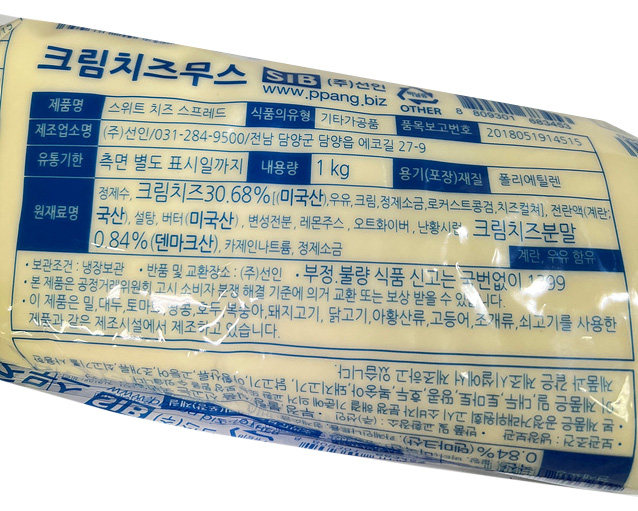 크림치즈무스 SIB (주)선인
www.ppang.biz
OTHER
8 809301
제품명 스위트 치즈 스프레드 식품의유형 기타가공품 품목보고번호 2018051914515
제조업소명 (주)선인/031-284-9500/전남 담양군 담양읍 에코길 27-9
유통기한 측면 별도 표시일까지 내용량 1 kg 용기(포장)재질 폴리에틸렌
원재료명 정제수, 크림치즈30.68%[(미국산),우유,크림,정제소금,로커스트콩검,치즈컬쳐], 전란액(계란:
국산), 설탕, 버터(미국산), 변성전분, 레몬주스, 오트화이버, 난황시럽, 크림치즈분말
0.84%(덴마크산), 카제인나트륨, 정제소금
계란, 우유 함유
·보관조건 : 냉장보관 ·반품 및 교환장소 : (주)선인 ·부정.불량 식품 신고는 국번없이 1399
·본 제품은 공정거래위원회 고시 소비자 분쟁 해결 기준에 의거 교환 또는 보상 받을 수 있습니다.
·이 제품은 밀,대두,토마토,땅콩,호두,복숭아,돼지고기, 닭고기,아황산류,고등어,조개류,쇠고기를 사용한
제품과 같은 제조시설에서 제조하고 있습니다.